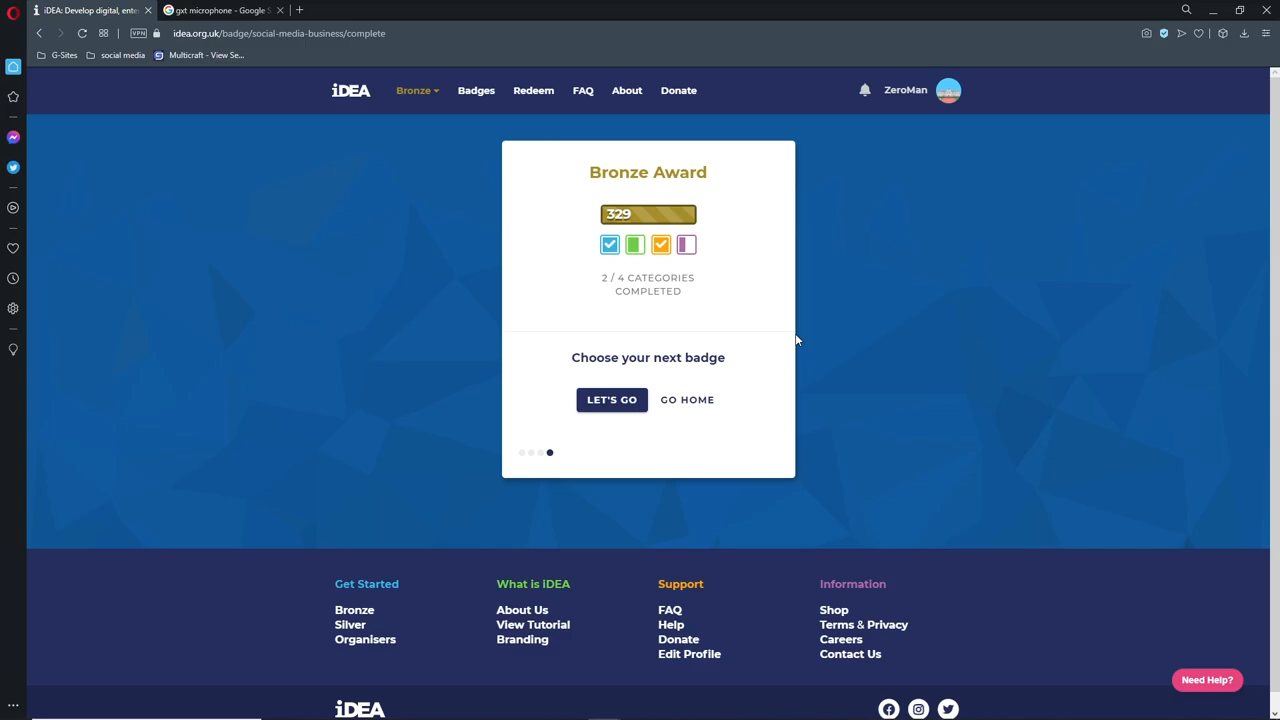 iDEA: Develop digital, ente
gxt microphone - Google S
VPN
idea.org.uk/badge/social-media-business/complete
G-Sites
social media
Multicraft - View Se...
iDEA
Bronze
Badges
Redeem
FAQ
About
Donate
ZeroMan
Bronze Award
329
2 / 4 CATEGORIES
COMPLETED
Choose your next badge
LET'S GO
GO HOME
Get Started
Bronze
Silver
Organisers
What is iDEA
About Us
View Tutorial
Branding
Support
FAQ
Help
Donate
Edit Profile
Information
Shop
Terms & Privacy
Careers
Contact Us
Need Help?
iDEA